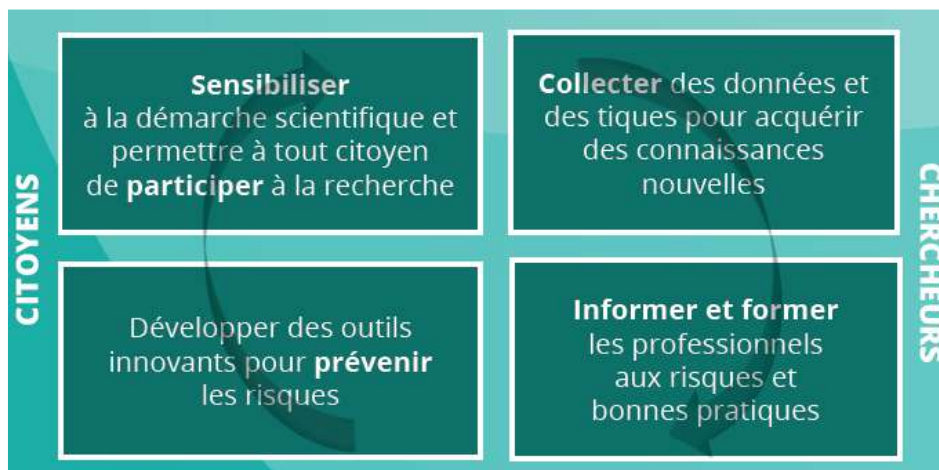 CITOYENS
Sensibiliser
à la démarche scientifique et
permettre à tout citoyen
de participer à la recherche
Collecter des données et
des tiques pour acquérir
des connaissances
nouvelles
Développer des outils
innovants pour prévenir
les risques
Informer et former
les professionnels
aux risques et
bonnes pratiques
CHERCHEURS